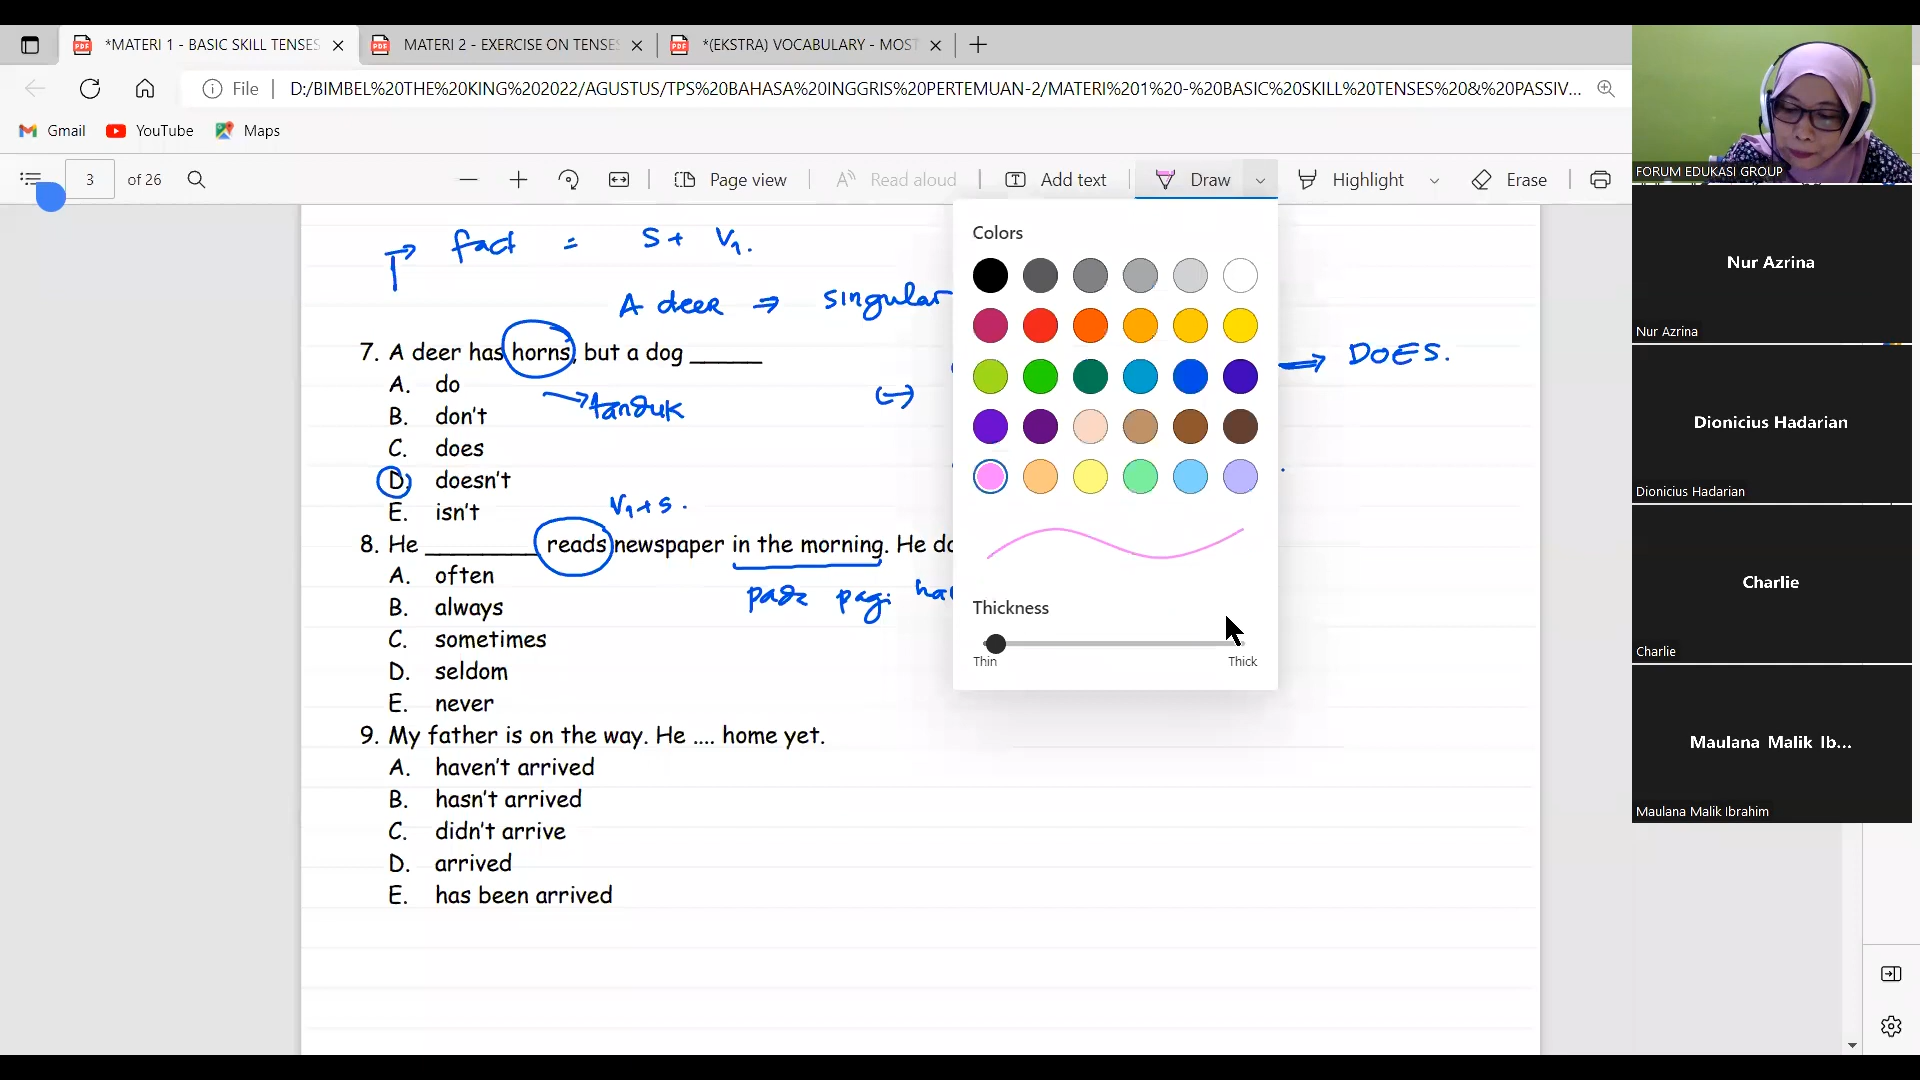 *MATERI 1 - BASIC SKILL TENSES
MATERI 2 - EXERCISE ON TENSES
*(EKSTRA) VOCABULARY - MOST
File
D:/BIMBEL%20THE%20KING%202022/AGUSTUS/TPS%20BAHASA%20INGGRIS%20PERTEMUAN-2/MATERI%201%20-%20BASIC%20SKILL%20TENSES%20&%20PASSIV...
Gmail YouTube Maps
3 of 26 Page view Read aloud Add text Draw Highlight Erase
fact = S + V1.
A deer ⇒ singular
7. A deer has horns, but a dog ______
→ DOES.
A. do
→ tanduk
B. don't
C. does
D. doesn't
E. isn't
V1+s.
8. He _________ reads newspaper in the morning. He
A. often
pada pagi
B. always
C. sometimes
D. seldom
E. never
9. My father is on the way. He .... home yet.
A. haven't arrived
B. hasn't arrived
C. didn't arrive
D. arrived
E. has been arrived
Colors
Thickness
Thin Thick
FORUM EDUKASI GROUP
Nur Azrina
Nur Azrina
Dionicius Hadarian
Dionicius Hadarian
Charlie
Charlie
Maulana Malik Ib...
Maulana Malik Ibrahim